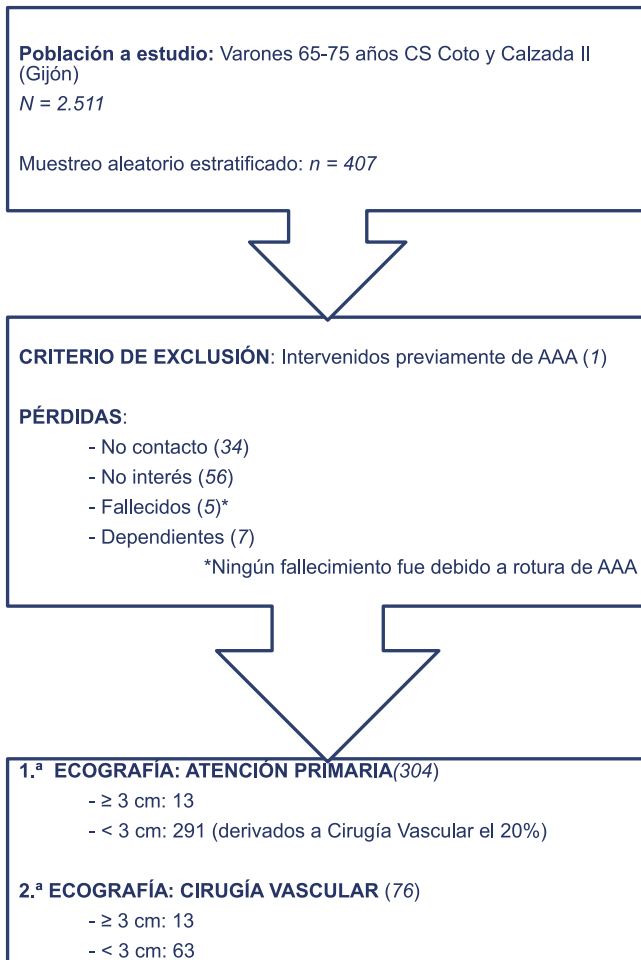 Población a estudio: Varones 65-75 años CS Coto y Calzada II
(Gijón)
N = 2.511
Muestreo aleatorio estratificado: n = 407
CRITERIO DE EXCLUSIÓN: Intervenidos previamente de AAA (1)
PÉRDIDAS:
- No contacto (34)
- No interés (56)
- Fallecidos (5)*
- Dependientes (7)
*Ningún fallecimiento fue debido a rotura de AAA
1.ª ECOGRAFÍA: ATENCIÓN PRIMARIA(304)
- ≥ 3 cm: 13
- < 3 cm: 291 (derivados a Cirugía Vascular el 20%)
2.ª ECOGRAFÍA: CIRUGÍA VASCULAR (76)
- ≥ 3 cm: 13
- < 3 cm: 63